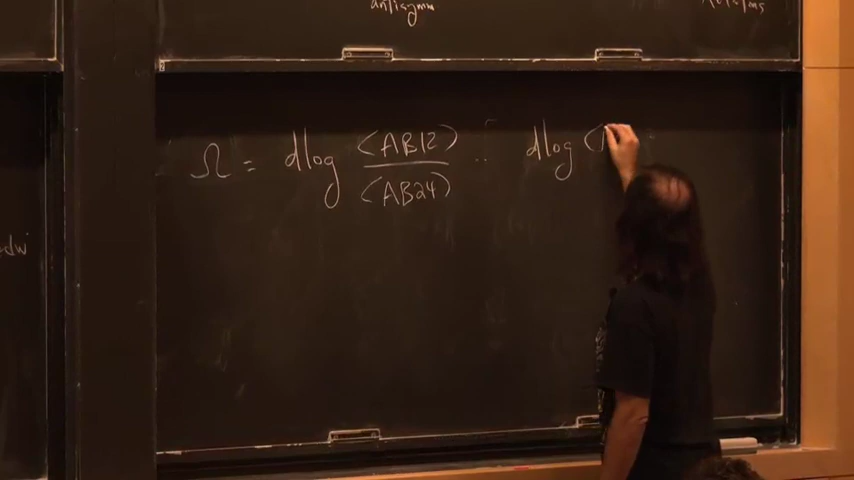 antisymm
Ω = dlog ⟨AB12⟩ / ⟨AB24⟩ .. dlog ⟨